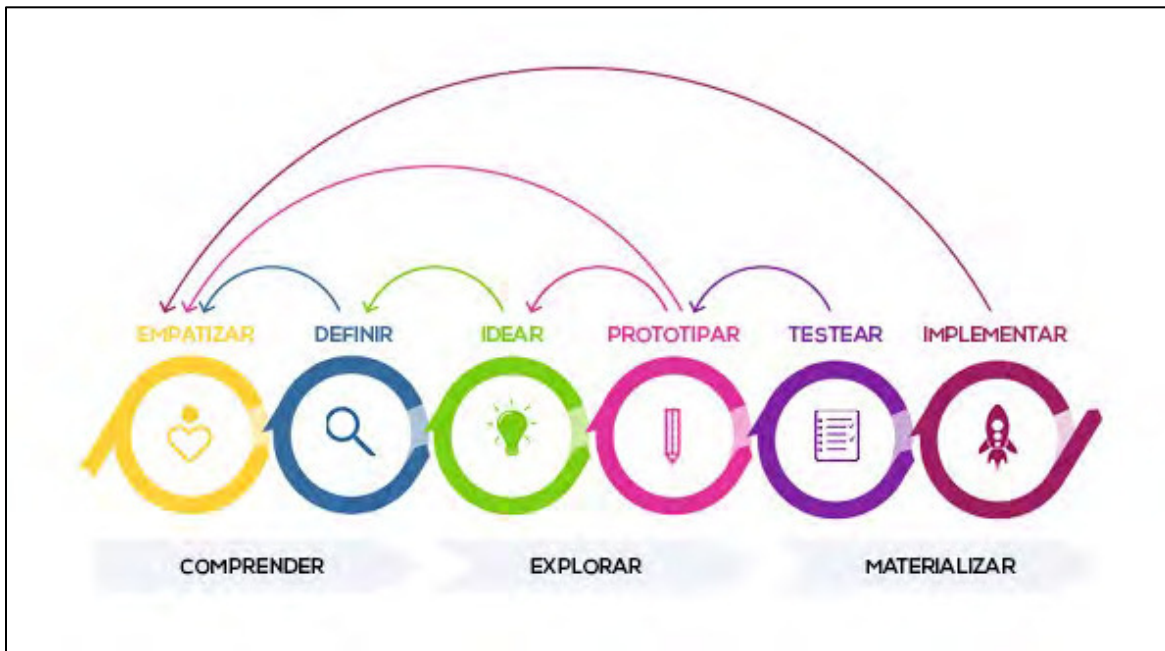 EMPATIZAR DEFINIR IDEAR PROTOTIPAR TESTEAR IMPLEMENTAR
COMPRENDER EXPLORAR MATERIALIZAR